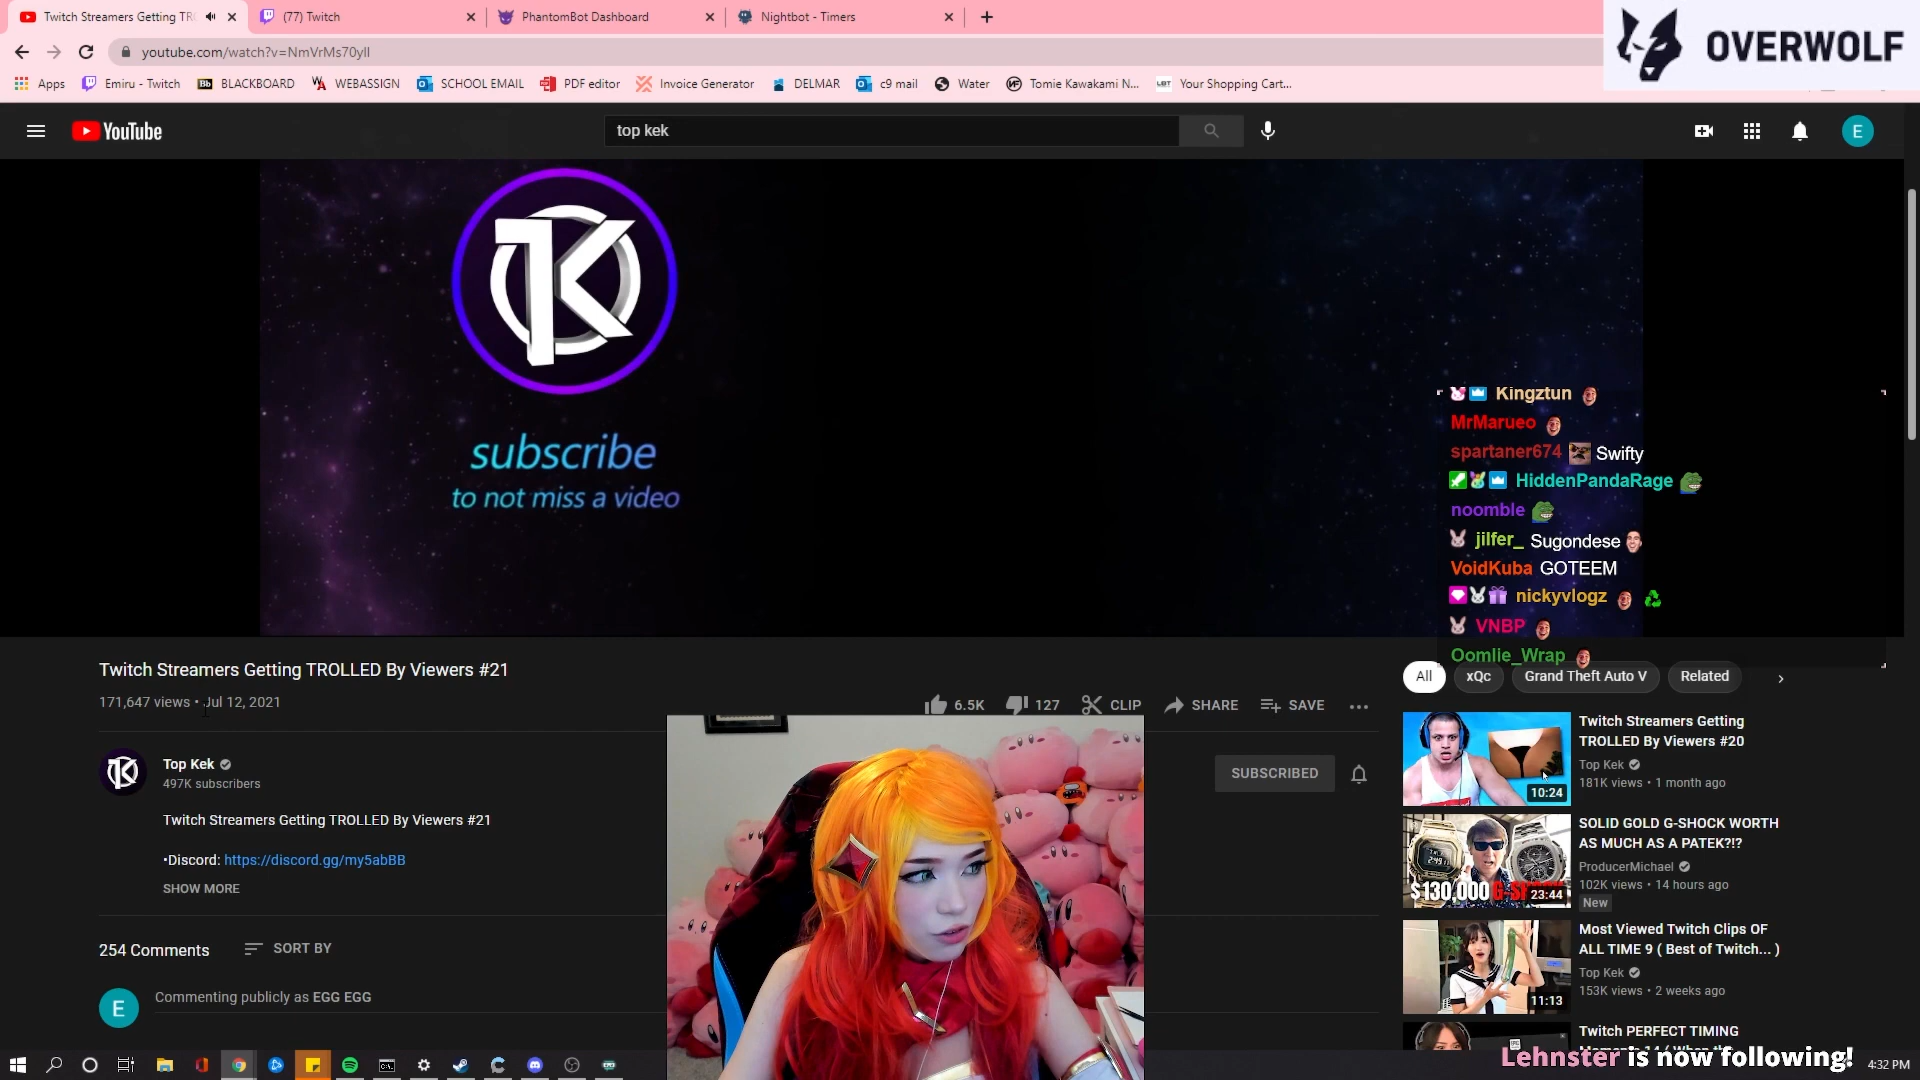 Twitch Streamers Getting TR
(77) Twitch
PhantomBot Dashboard
Nightbot - Timers
OVERWOLF
youtube.com/watch?v=NmVrMs70yII
Apps
Emiru - Twitch
Bb BLACKBOARD
WEBASSIGN
SCHOOL EMAIL
PDF editor
Invoice Generator
DELMAR
c9 mail
Water
Tomie Kawakami N...
LBT Your Shopping Cart...
YouTube
top kek
E
subscribe
to not miss a video
Kingztun
MrMarueo
spartaner674 Swifty
HiddenPandaRage
noomble
jilfer_ Sugondese
VoidKuba GOTEEM
nickyvlogz
VNBP
Oomlie_Wrap
Twitch Streamers Getting TROLLED By Viewers #21
171,647 views • Jul 12, 2021
6.5K
127
CLIP
SHARE
SAVE
All
xQc
Grand Theft Auto V
Related
Top Kek
497K subscribers
SUBSCRIBED
Twitch Streamers Getting TROLLED By Viewers #21
•Discord: https://discord.gg/my5abBB
SHOW MORE
254 Comments
SORT BY
E
Commenting publicly as EGG EGG
Twitch Streamers Getting
TROLLED By Viewers #20
Top Kek
181K views • 1 month ago
10:24
SOLID GOLD G-SHOCK WORTH
AS MUCH AS A PATEK?!?
ProducerMichael
102K views • 14 hours ago
New
$130,000
23:44
Most Viewed Twitch Clips OF
ALL TIME 9 ( Best of Twitch... )
Top Kek
153K views • 2 weeks ago
11:13
Twitch PERFECT TIMING
Lehnster is now following!
4:32 PM